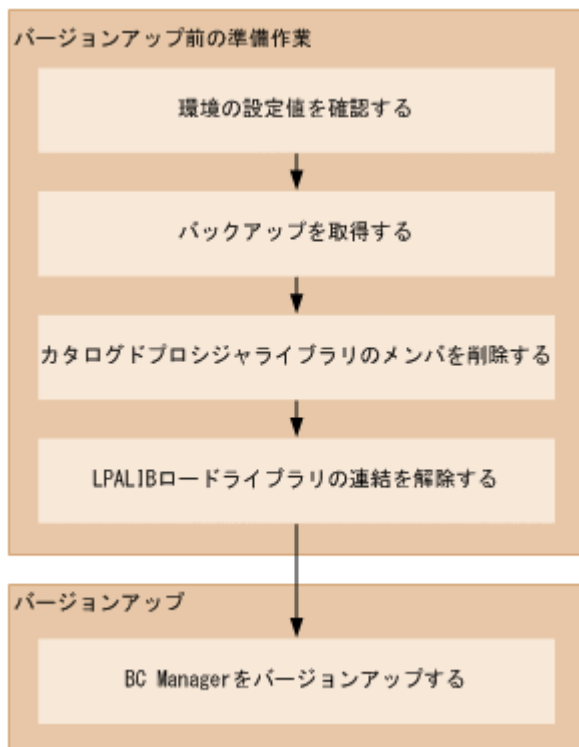 バージョンアップ前の準備作業
環境の設定値を確認する
バックアップを取得する
カタログドプロシジャライブラリのメンバを削除する
LPALIBロードライブラリの連結を解除する
バージョンアップ
BC Managerをバージョンアップする